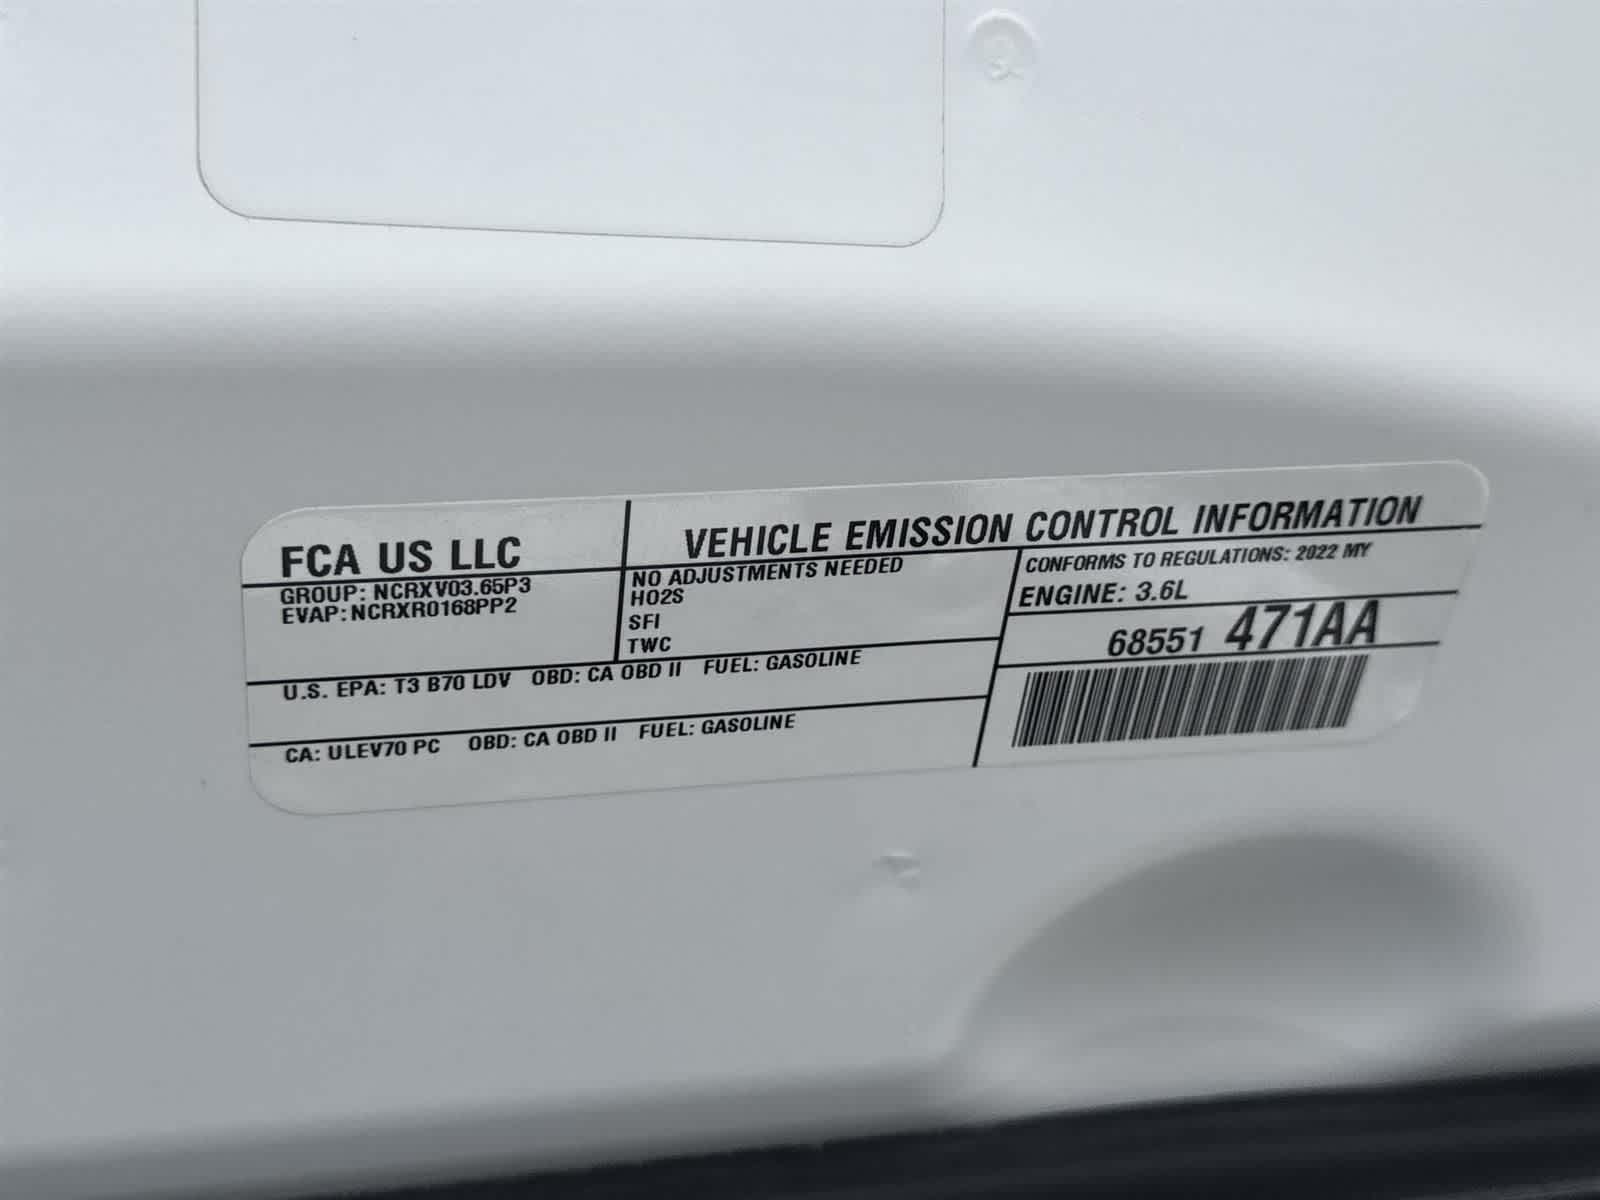 FCA US LLC
VEHICLE EMISSION CONTROL INFORMATION
GROUP: NCRXV03.65P3
EVAP: NCRXR0168PP2
NO ADJUSTMENTS NEEDED
HO2S
SFI
TWC
CONFORMS TO REGULATIONS: 2022 MY
ENGINE: 3.6L
68551 471AA
U.S. EPA: T3 B70 LDV OBD: CA OBD II FUEL: GASOLINE
CA: ULEV70 PC OBD: CA OBD II FUEL: GASOLINE